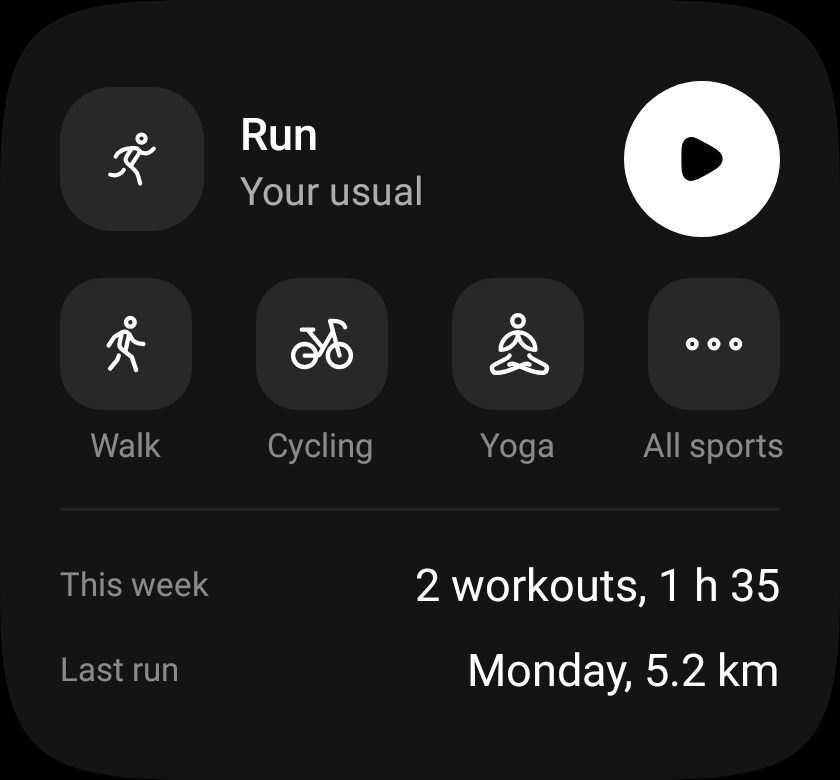 Run
Your usual
Walk
Cycling
Yoga
All sports
This week
2 workouts, 1 h 35
Last run
Monday, 5.2 km